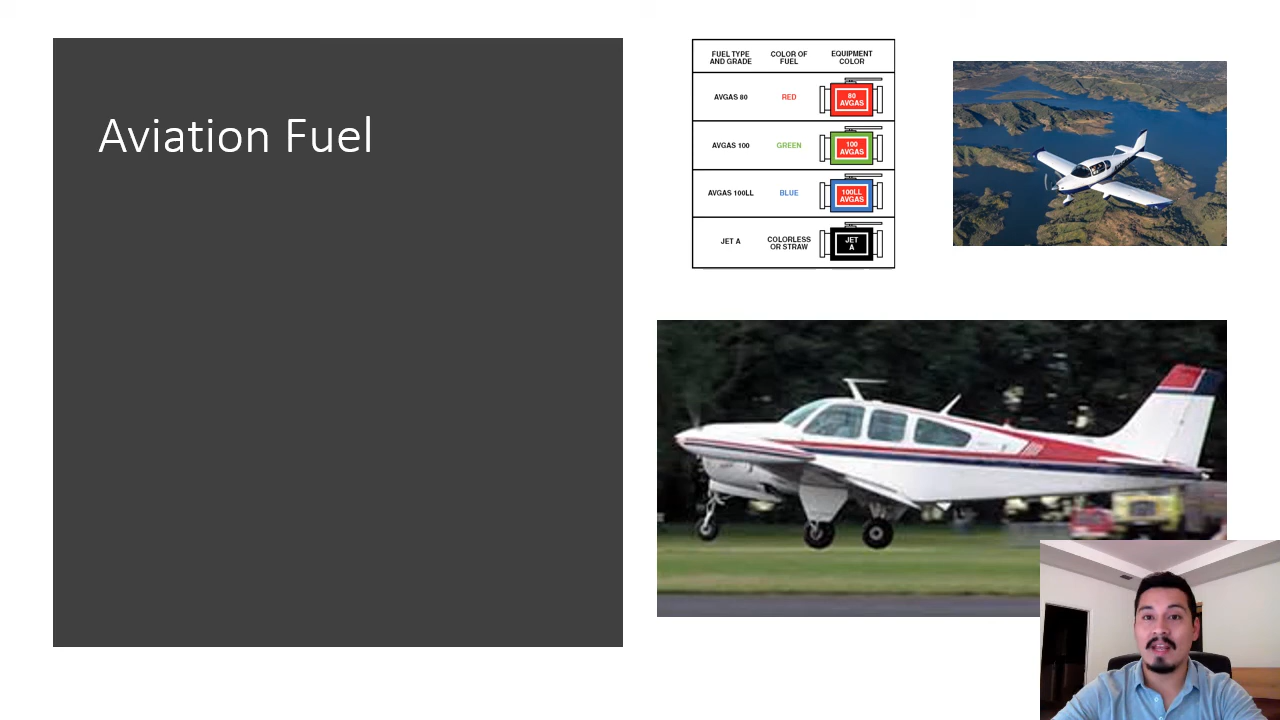 Aviation Fuel
FUEL TYPE
AND GRADE
COLOR OF
FUEL
EQUIPMENT
COLOR
AVGAS 80
RED
80
AVGAS
AVGAS 100
GREEN
100
AVGAS
AVGAS 100LL
BLUE
100LL
AVGAS
JET A
COLORLESS
OR STRAW
JET
A